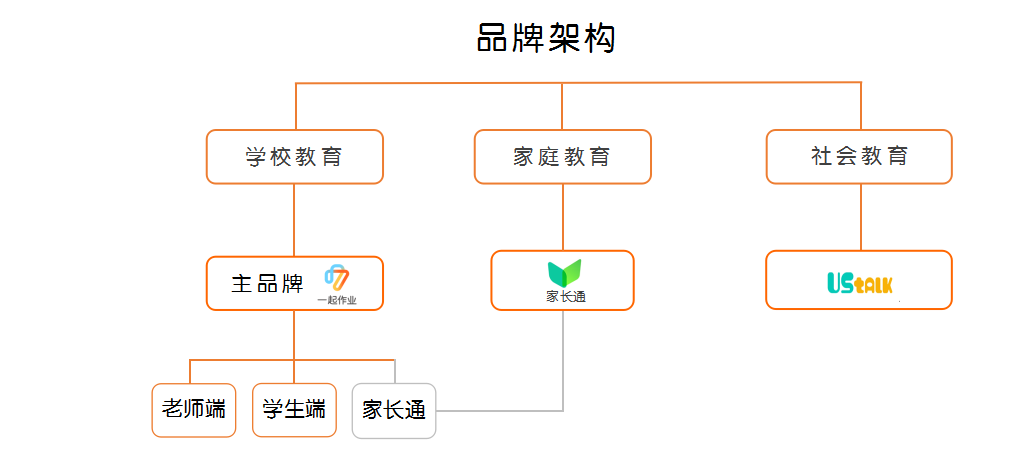 品牌架构
学校教育
家庭教育
社会教育
主品牌
一起作业
家长通
UStALK
老师端
学生端
家长通